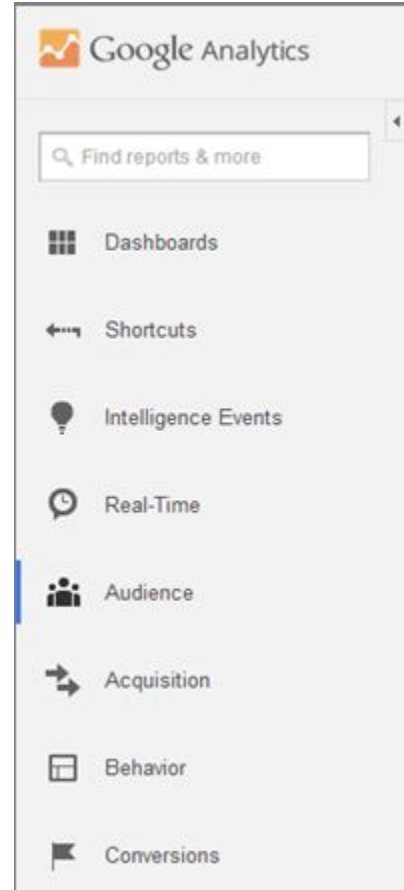 Google Analytics
Find reports & more
Dashboards
Shortcuts
Intelligence Events
Real-Time
Audience
Acquisition
Behavior
Conversions